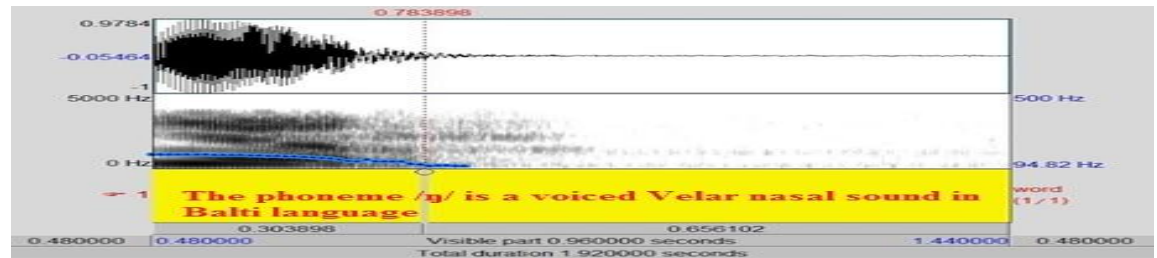 0.783898
0.9784
-0.05464
-1
5000 Hz 500 Hz
0 Hz 94.82 Hz
1 The phoneme /ŋ/ is a voiced Velar nasal sound in word
Balti language (1/1)
0.303898 0.656102
0.480000 0.480000 Visible part 0.960000 seconds 1.440000 0.480000
Total duration 1.920000 seconds